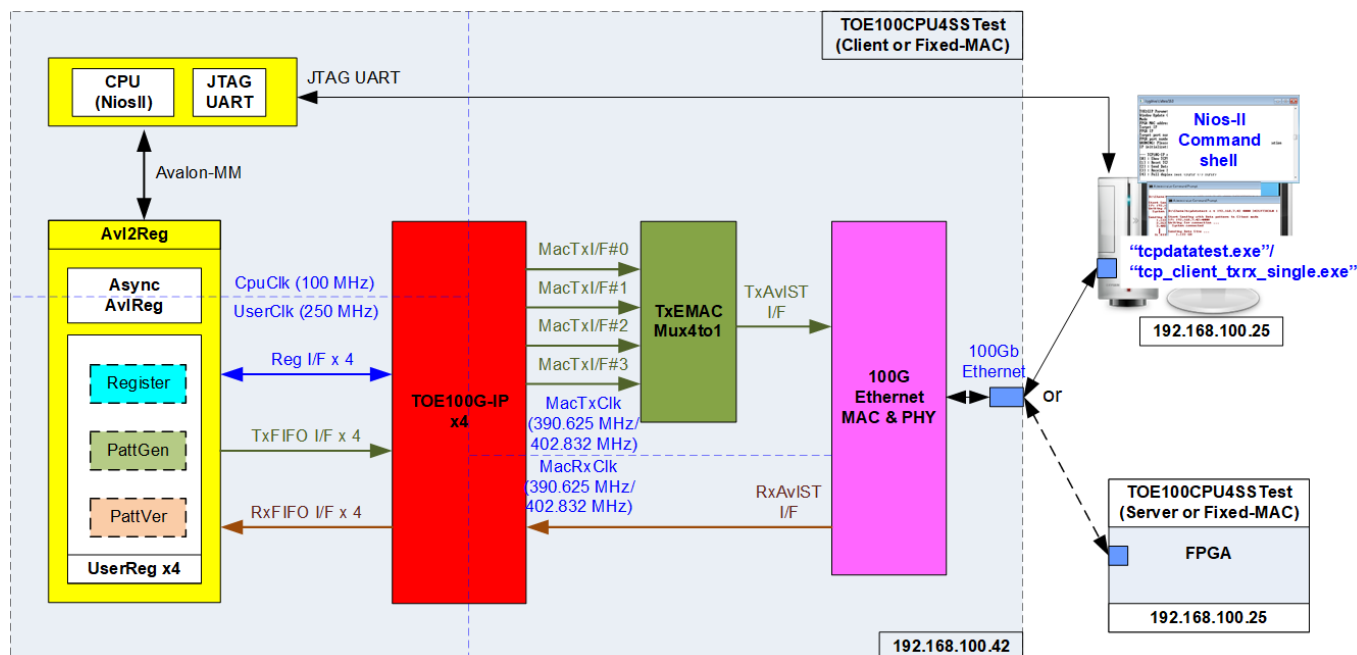 TOE100CPU4SSTest
(Client or Fixed-MAC)
CPU
(NiosII)
JTAG
UART
JTAG UART
Avalon-MM
Nios-II
Command
shell
Avl2Reg
Async
AvlReg
CpuClk (100 MHz)
UserClk (250 MHz)
Register
PattGen
PattVer
UserReg x4
Reg I/F x 4
TxFIFO I/F x 4
RxFIFO I/F x 4
TOE100G-IP
x4
MacTxI/F#0
MacTxI/F#1
MacTxI/F#2
MacTxI/F#3
TxEMAC
Mux4to1
TxAvlST
I/F
MacTxClk
(390.625 MHz/
402.832 MHz)
MacRxClk
(390.625 MHz/
402.832 MHz)
RxAvlST
I/F
100G
Ethernet
MAC & PHY
100Gb
Ethernet
or
“tcpdatatest.exe”/
“tcp_client_txrx_single.exe”
192.168.100.25
TOE100CPU4SSTest
(Server or Fixed-MAC)
FPGA
192.168.100.25
192.168.100.42